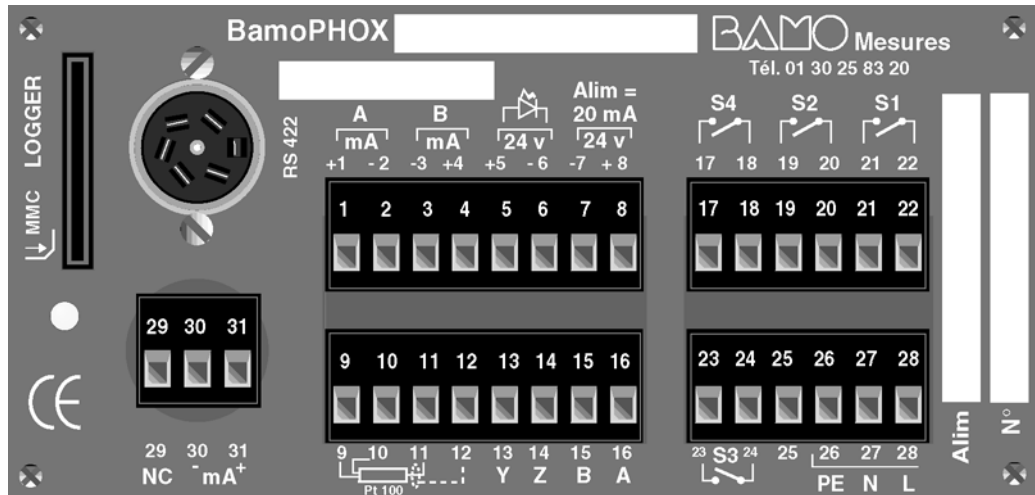 BamoPHOX
BAMO Mesures
Tél. 01 30 25 83 20
MMC LOGGER
RS 422
A
mA
B
mA
24 v
Alim =
20 mA
24 v
+1 - 2 -3 +4 +5 - 6 -7 + 8
S4 S2 S1
17 18 19 20 21 22
1 2 3 4 5 6 7 8
17 18 19 20 21 22
29 30 31
9 10 11 12 13 14 15 16
23 24 25 26 27 28
CE
29 30 31
NC - mA +
9 10 11 12 13 14 15 16
Pt 100
Y Z B A
23 S3 24 25 26 27 28
PE N L
Alim
N°